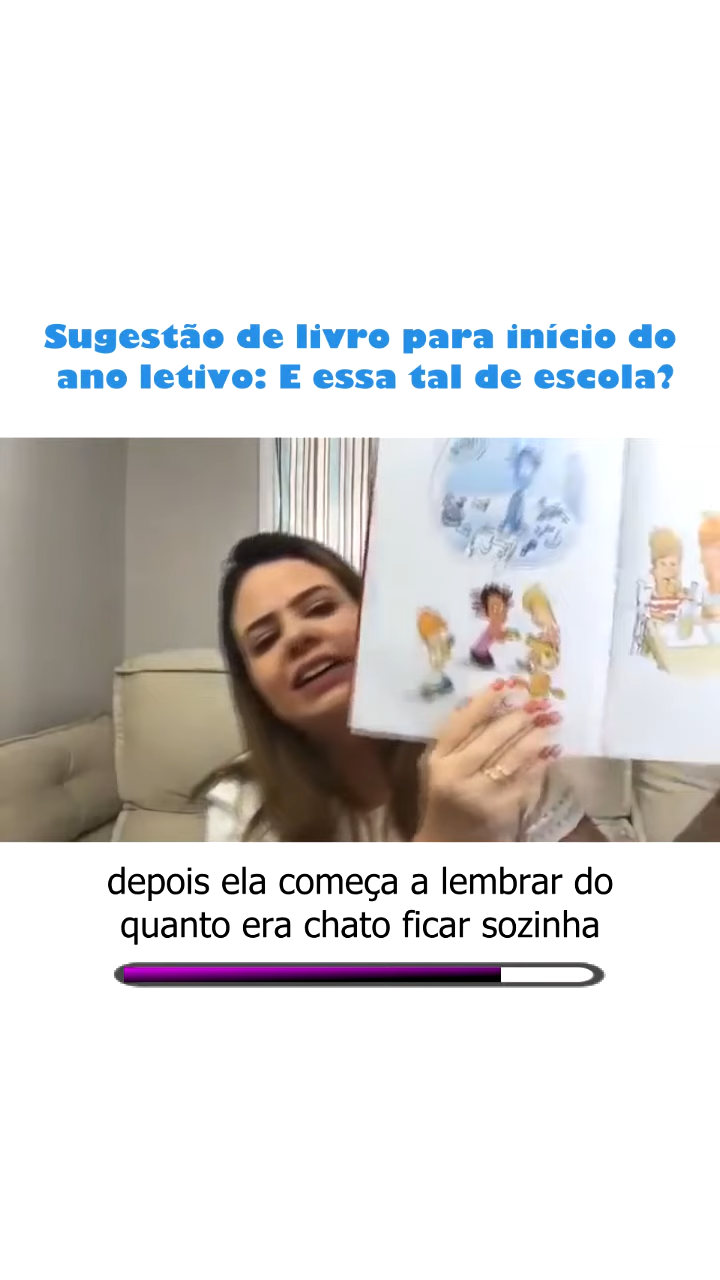 Sugestão de livro para início do
ano letivo: E essa tal de escola?
depois ela começa a lembrar do
quanto era chato ficar sozinha